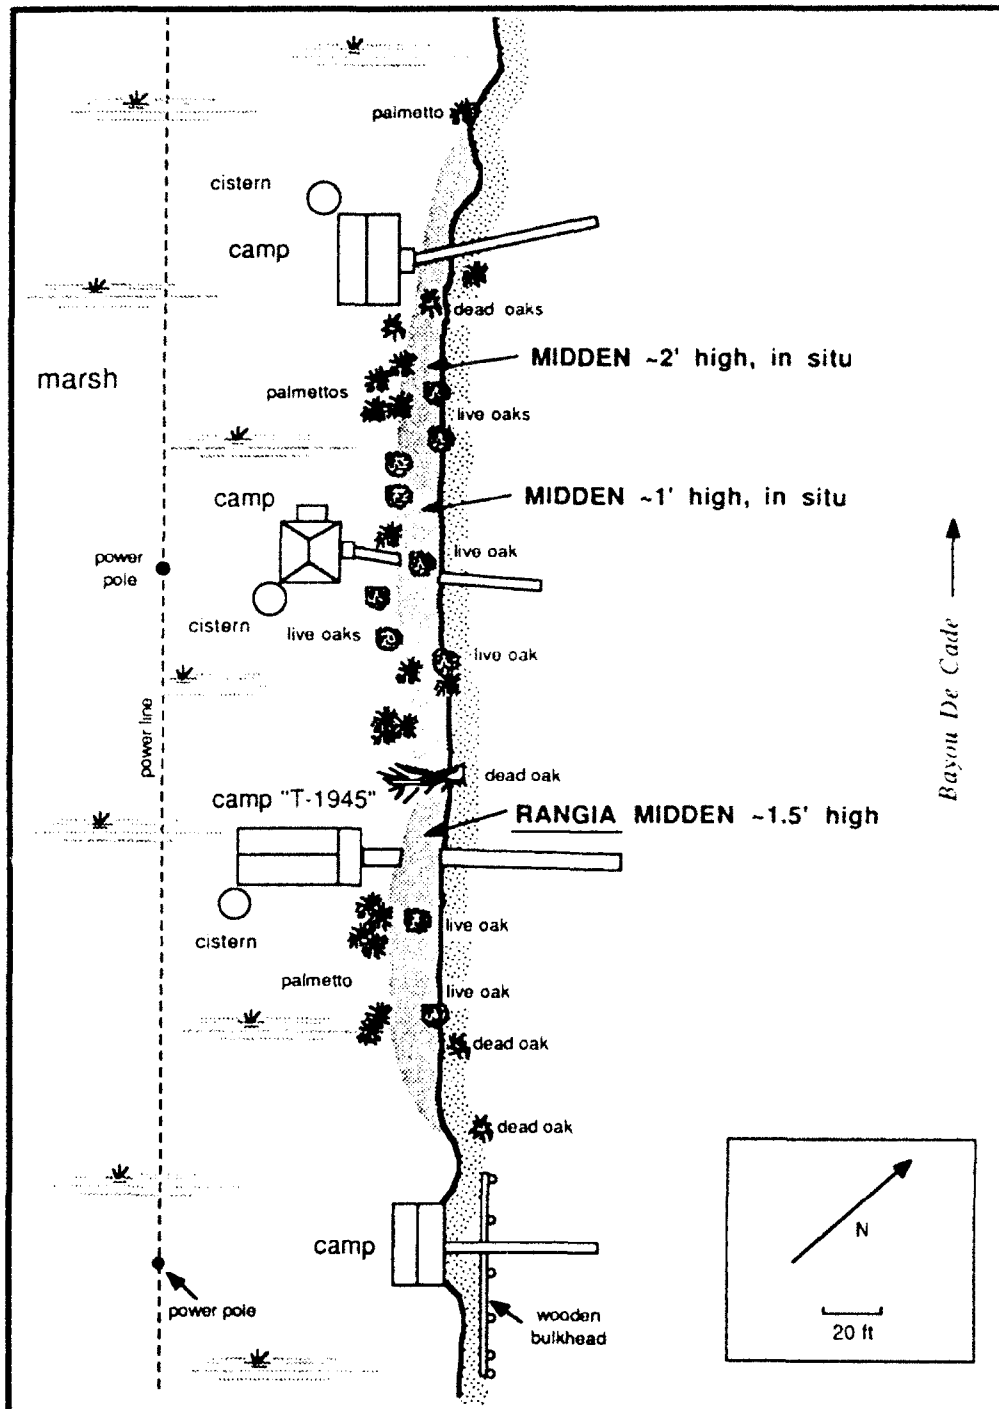 palmetto
cistern
camp
dead oaks
MIDDEN ~2' high, in situ
marsh
palmettos
live oaks
camp
MIDDEN ~1' high, in situ
power
pole
live oak
cistern
live oaks
live oak
Bayou De Cade
power line
dead oak
camp "T-1945"
RANGIA MIDDEN ~1.5' high
live oak
cistern
palmetto
live oak
dead oak
dead oak
camp
N
power pole
wooden
bulkhead
20 ft